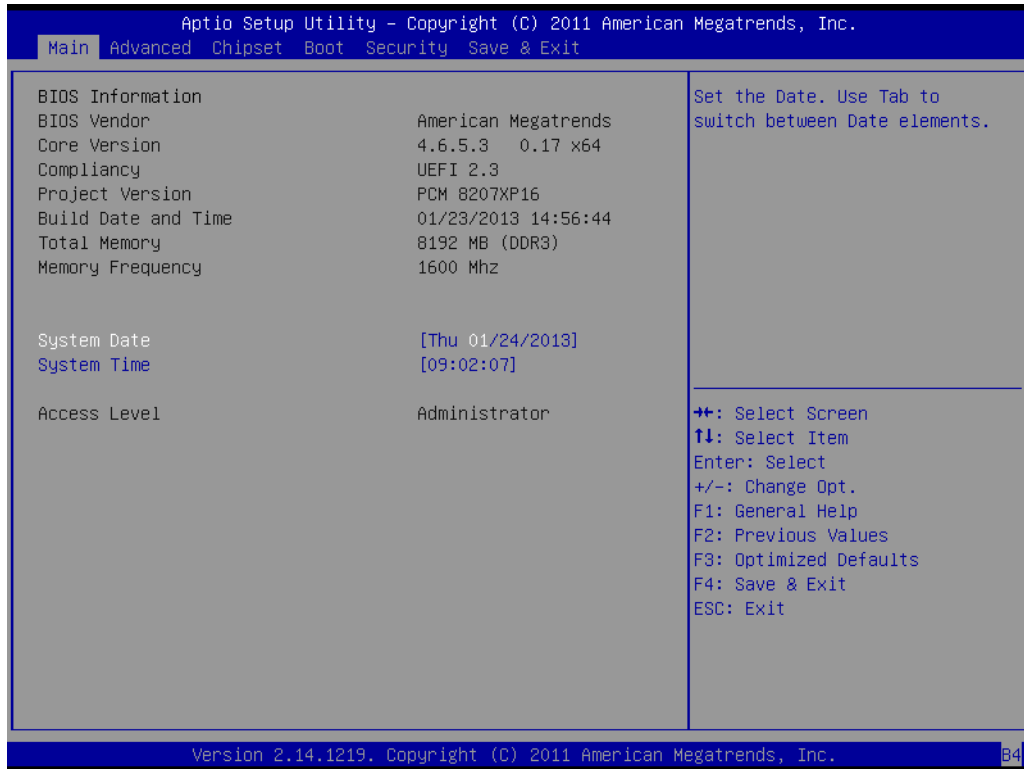 Aptio Setup Utility – Copyright (C) 2011 American Megatrends, Inc.
Main Advanced Chipset Boot Security Save & Exit
BIOS Information
BIOS Vendor American Megatrends
Core Version 4.6.5.3 0.17 x64
Compliancy UEFI 2.3
Project Version PCM 8207XP16
Build Date and Time 01/23/2013 14:56:44
Total Memory 8192 MB (DDR3)
Memory Frequency 1600 Mhz
System Date [Thu 01/24/2013]
System Time [09:02:07]
Access Level Administrator
Set the Date. Use Tab to
switch between Date elements.
→←: Select Screen
↑↓: Select Item
Enter: Select
+/-: Change Opt.
F1: General Help
F2: Previous Values
F3: Optimized Defaults
F4: Save & Exit
ESC: Exit
Version 2.14.1219. Copyright (C) 2011 American Megatrends, Inc.
B4